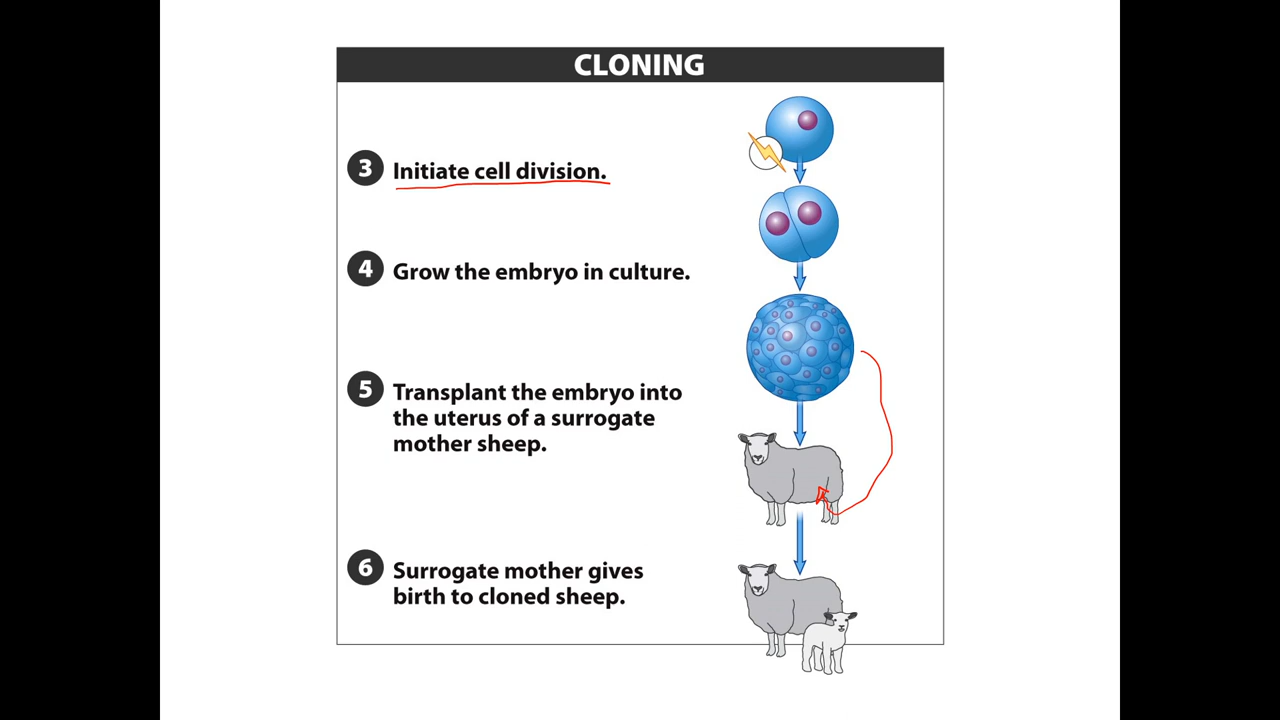 CLONING
3 Initiate cell division.
4 Grow the embryo in culture.
5 Transplant the embryo into
the uterus of a surrogate
mother sheep.
6 Surrogate mother gives
birth to cloned sheep.